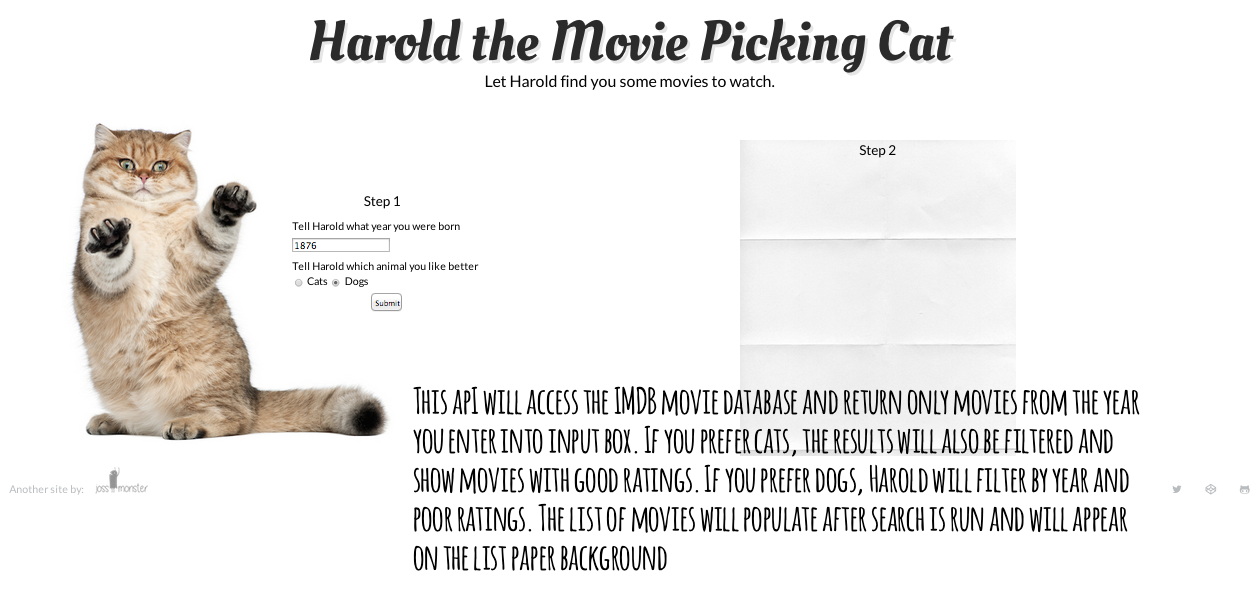 Harold the Movie Picking Cat
Let Harold find you some movies to watch.
Step 1
Tell Harold what year you were born
1876
Tell Harold which animal you like better
Cats Dogs
Submit
Step 2
This apI will access the IMDB movie database and return only movies from the year
you enter into input box. If you prefer cats, the results will also be filtered and
show movies with good ratings. If you prefer dogs, Harold will filter by year and
poor ratings. The list of movies will populate after search is run and will appear
on the list paper background
Another site by:
joss monster